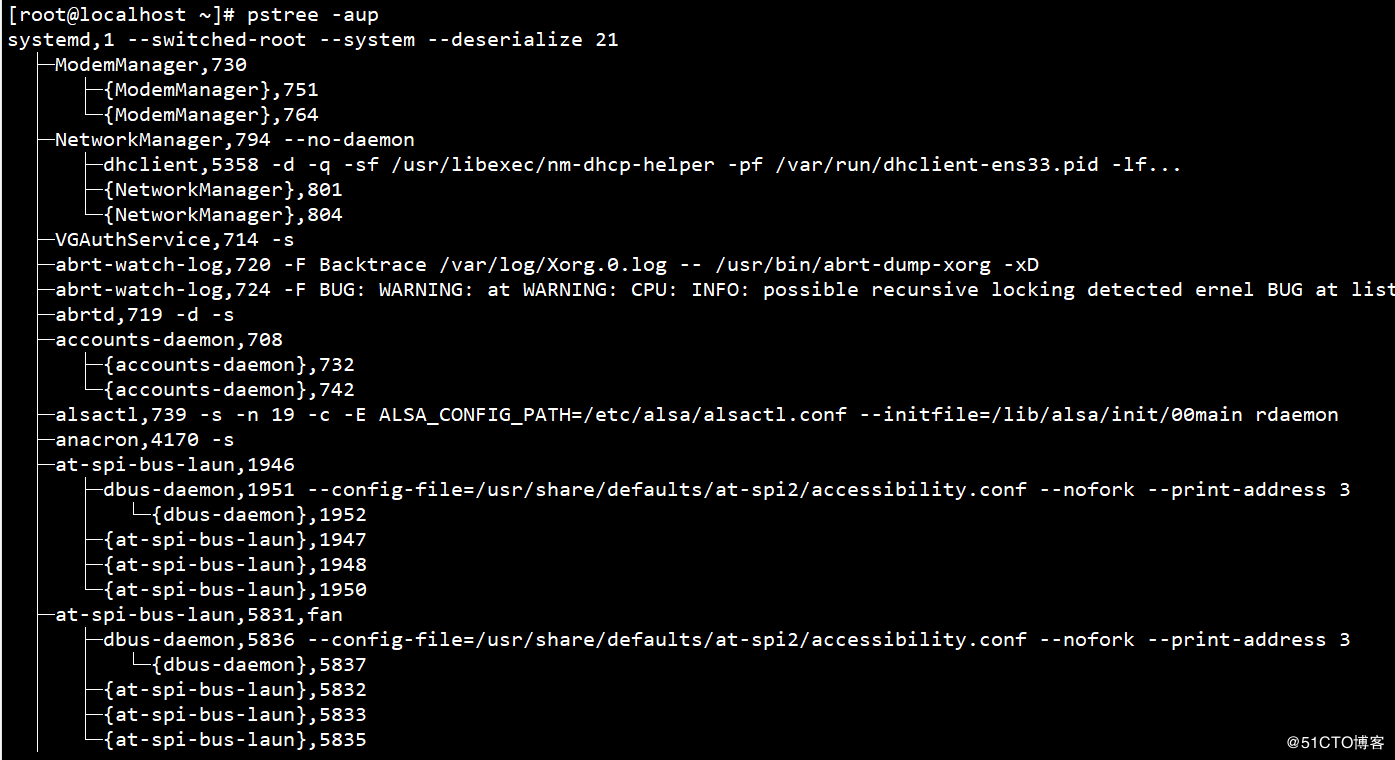 [root@localhost ~]# pstree -aup
systemd,1 --switched-root --system --deserialize 21
├─ModemManager,730
├─{ModemManager},751
└─{ModemManager},764
├─NetworkManager,794 --no-daemon
├─dhclient,5358 -d -q -sf /usr/libexec/nm-dhcp-helper -pf /var/run/dhclient-ens33.pid -lf...
├─{NetworkManager},801
└─{NetworkManager},804
├─VGAuthService,714 -s
├─abrt-watch-log,720 -F Backtrace /var/log/Xorg.0.log -- /usr/bin/abrt-dump-xorg -xD
├─abrt-watch-log,724 -F BUG: WARNING: at WARNING: CPU: INFO: possible recursive locking detected ernel BUG at list
├─abrtd,719 -d -s
├─accounts-daemon,708
├─{accounts-daemon},732
└─{accounts-daemon},742
├─alsactl,739 -s -n 19 -c -E ALSA_CONFIG_PATH=/etc/alsa/alsactl.conf --initfile=/lib/alsa/init/00main rdaemon
├─anacron,4170 -s
├─at-spi-bus-laun,1946
├─dbus-daemon,1951 --config-file=/usr/share/defaults/at-spi2/accessibility.conf --nofork --print-address 3
└─{dbus-daemon},1952
├─{at-spi-bus-laun},1947
├─{at-spi-bus-laun},1948
└─{at-spi-bus-laun},1950
├─at-spi-bus-laun,5831,fan
├─dbus-daemon,5836 --config-file=/usr/share/defaults/at-spi2/accessibility.conf --nofork --print-address 3
└─{dbus-daemon},5837
├─{at-spi-bus-laun},5832
├─{at-spi-bus-laun},5833
└─{at-spi-bus-laun},5835
@51CTO博客